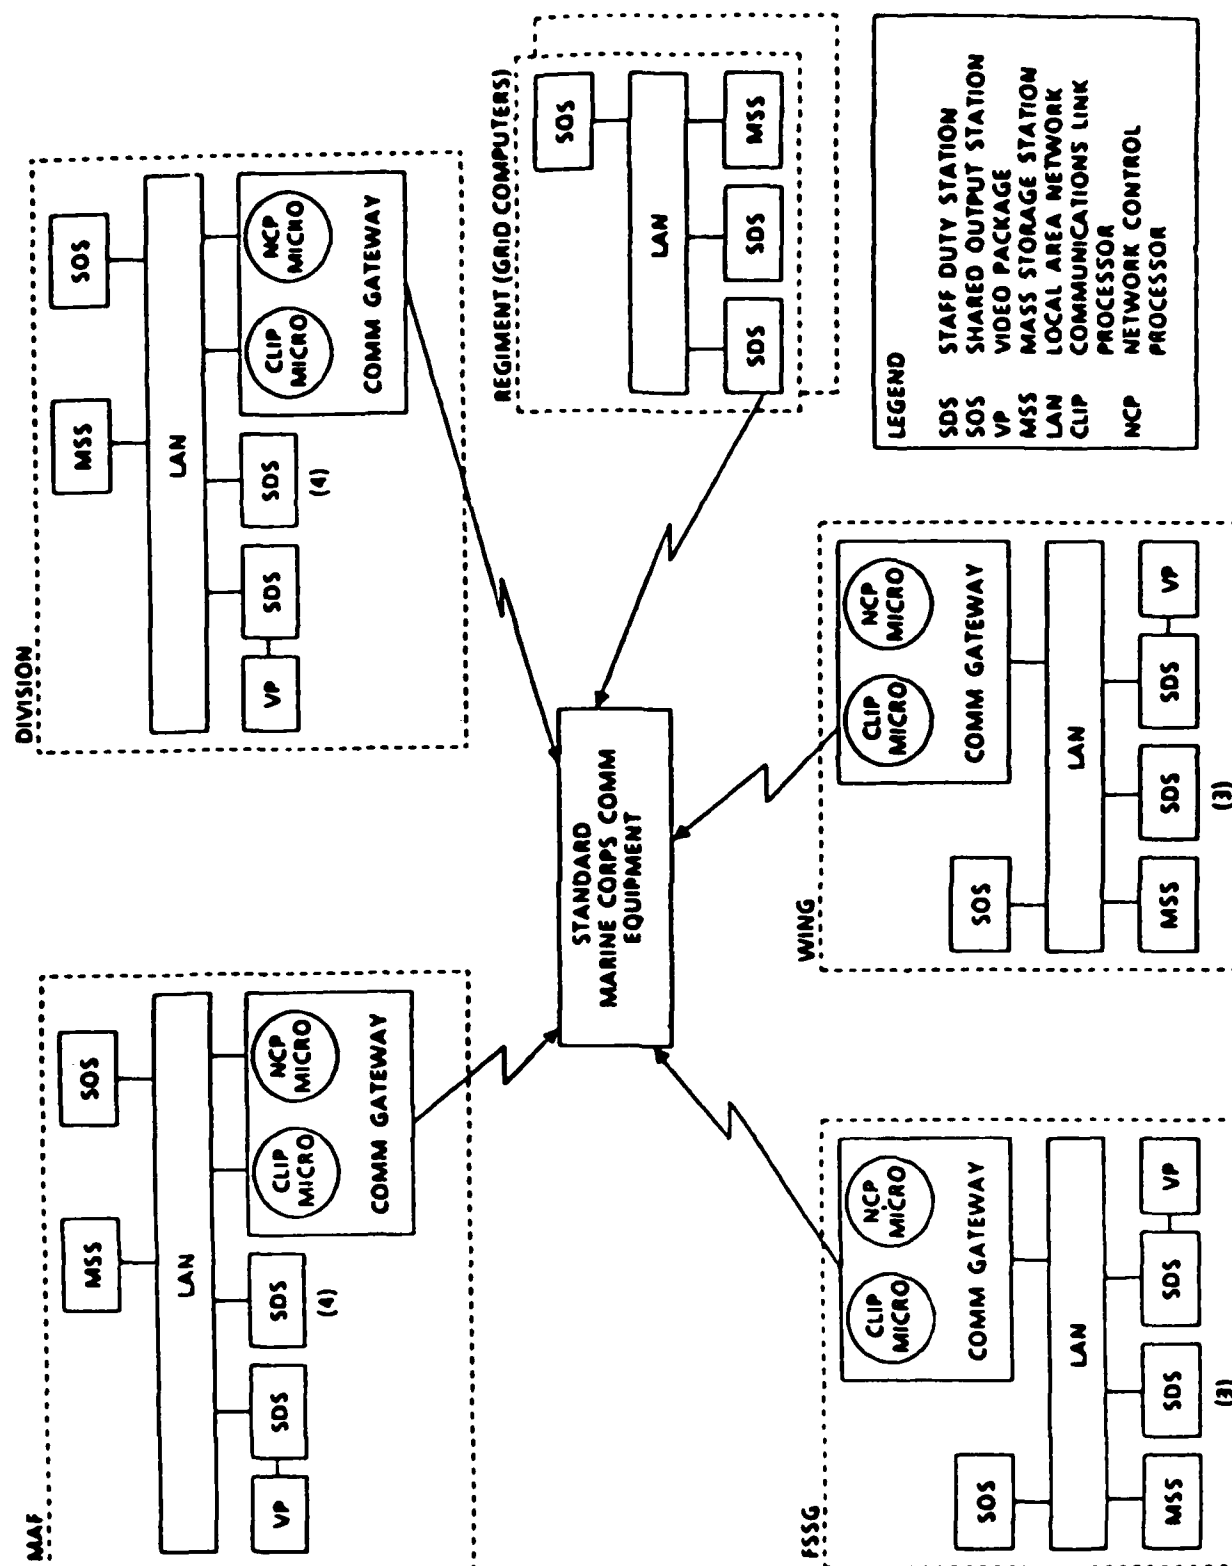 MAF
MSS
SOS
LAN
VP
SDS
SDS
(4)
CLIP
MICRO
NCP
MICRO
COMM GATEWAY
DIVISION
MSS
SOS
LAN
VP
SDS
SDS
(4)
CLIP
MICRO
NCP
MICRO
COMM GATEWAY
STANDARD
MARINE CORPS COMM
EQUIPMENT
REGIMENT (GRID COMPUTERS)
SOS
LAN
SDS
SDS
MSS
FSSG
SOS
CLIP
MICRO
NCP
MICRO
COMM GATEWAY
LAN
MSS
SDS
(3)
SDS
VP
WING
SOS
CLIP
MICRO
NCP
MICRO
COMM GATEWAY
LAN
MSS
SDS
(3)
SDS
VP
LEGEND
SDS STAFF DUTY STATION
SOS SHARED OUTPUT STATION
VP VIDEO PACKAGE
MSS MASS STORAGE STATION
LAN LOCAL AREA NETWORK
CLIP COMMUNICATIONS LINK
PROCESSOR
NCP NETWORK CONTROL
PROCESSOR